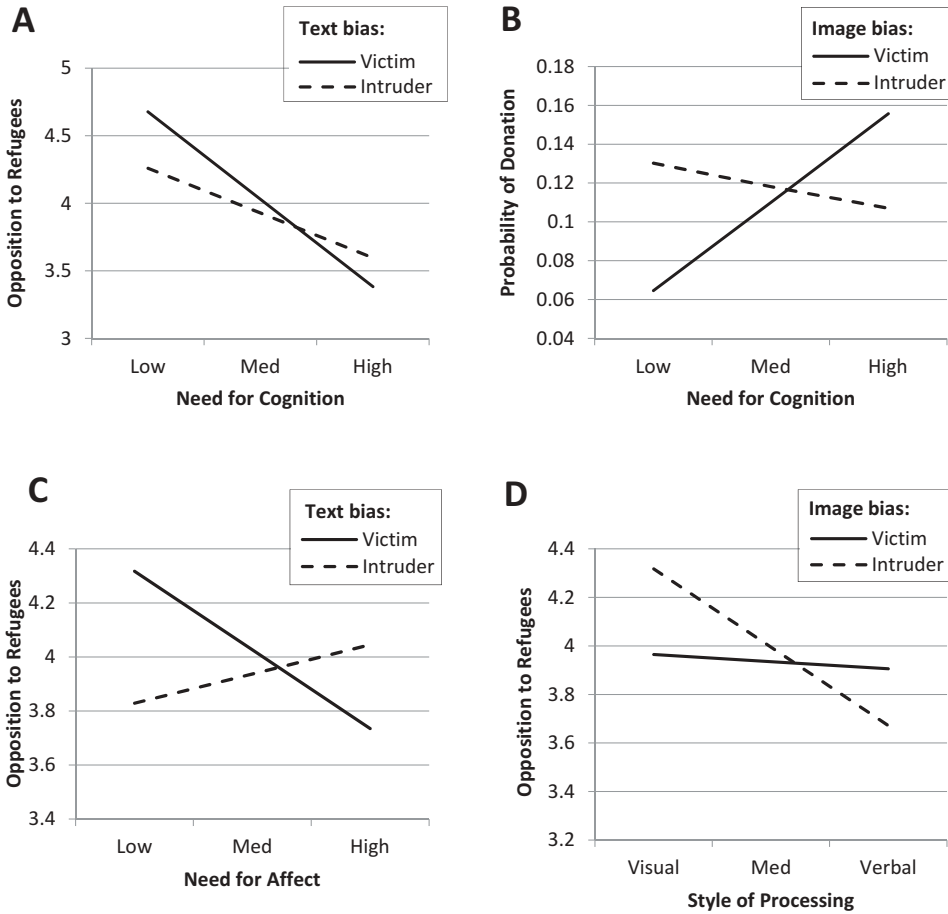 A
Text bias:
Victim
Intruder
Opposition to Refugees
5
4.5
4
3.5
3
Low Med High
Need for Cognition
B
Image bias:
Victim
Intruder
Probability of Donation
0.18
0.16
0.14
0.12
0.1
0.08
0.06
0.04
Low Med High
Need for Cognition
C
Text bias:
Victim
Intruder
Opposition to Refugees
4.4
4.2
4
3.8
3.6
3.4
Low Med High
Need for Affect
D
Image bias:
Victim
Intruder
Opposition to Refugees
4.4
4.2
4
3.8
3.6
3.4
3.2
Visual Med Verbal
Style of Processing